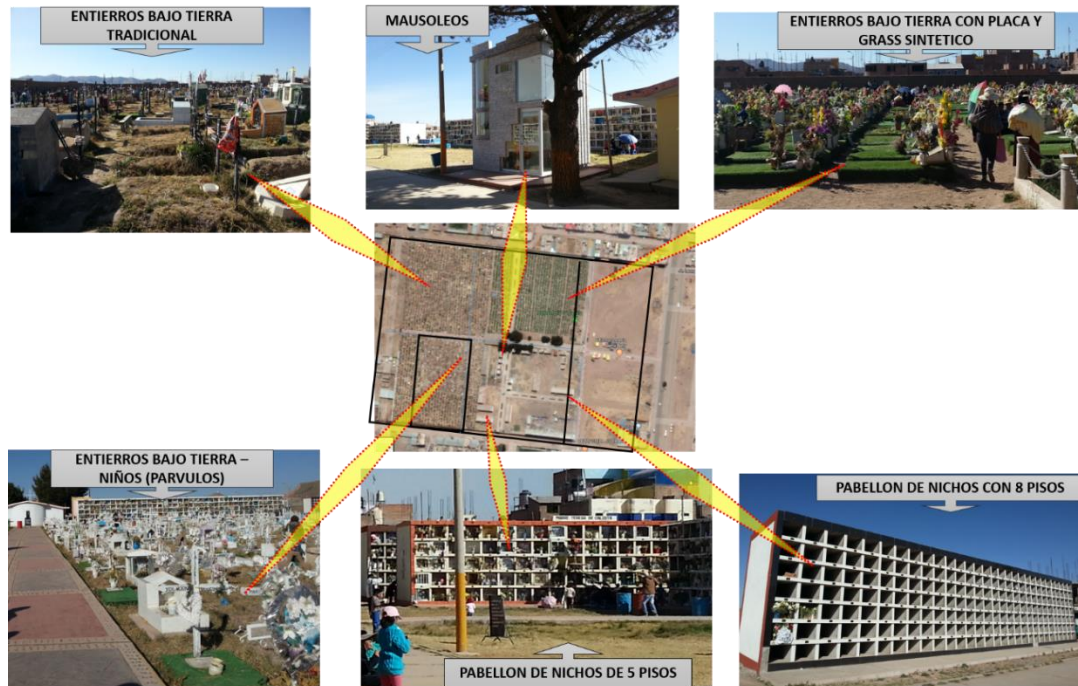 ENTIERROS BAJO TIERRA
TRADICIONAL
MAUSOLEOS
ENTIERROS BAJO TIERRA CON PLACA Y
GRASS SINTETICO
ENTIERROS BAJO TIERRA –
NIÑOS (PARVULOS)
PABELLON DE NICHOS DE 5 PISOS
PABELLON DE NICHOS CON 8 PISOS